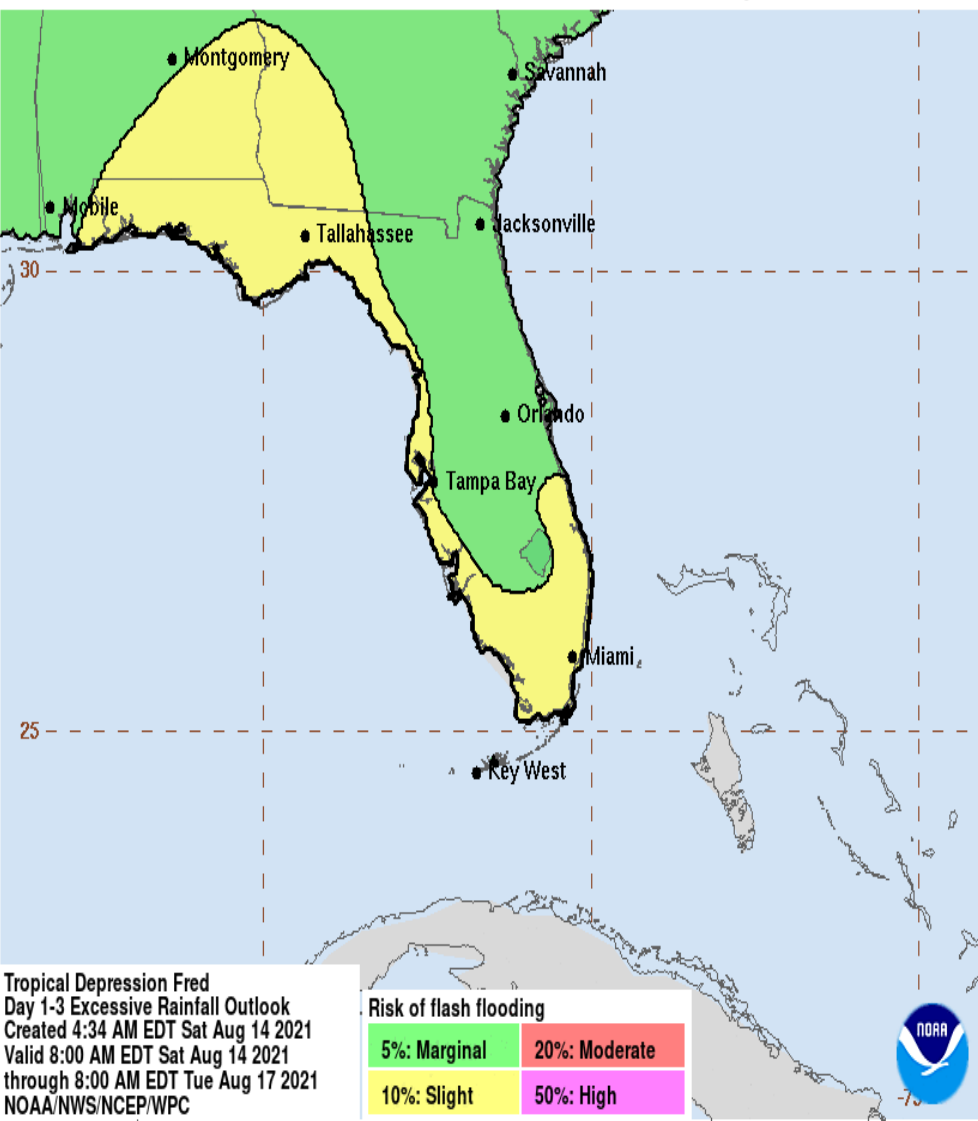 Montgomery
Savannah
Mobile
Tallahassee
Jacksonville
30
Orlando
Tampa Bay
Miami
25
Key West
Tropical Depression Fred
Day 1-3 Excessive Rainfall Outlook
Created 4:34 AM EDT Sat Aug 14 2021
Valid 8:00 AM EDT Sat Aug 14 2021
through 8:00 AM EDT Tue Aug 17 2021
NOAA/NWS/NCEP/WPC
Risk of flash flooding
5%: Marginal
20%: Moderate
10%: Slight
50%: High
NOAA